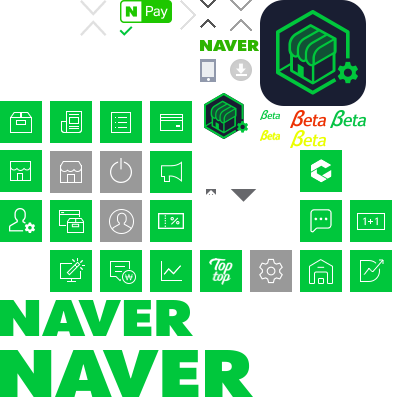 N Pay
NAVER
Beta
Beta Beta
Beta
Beta
%
1+1
W
Top
top
NAVER
NAVER